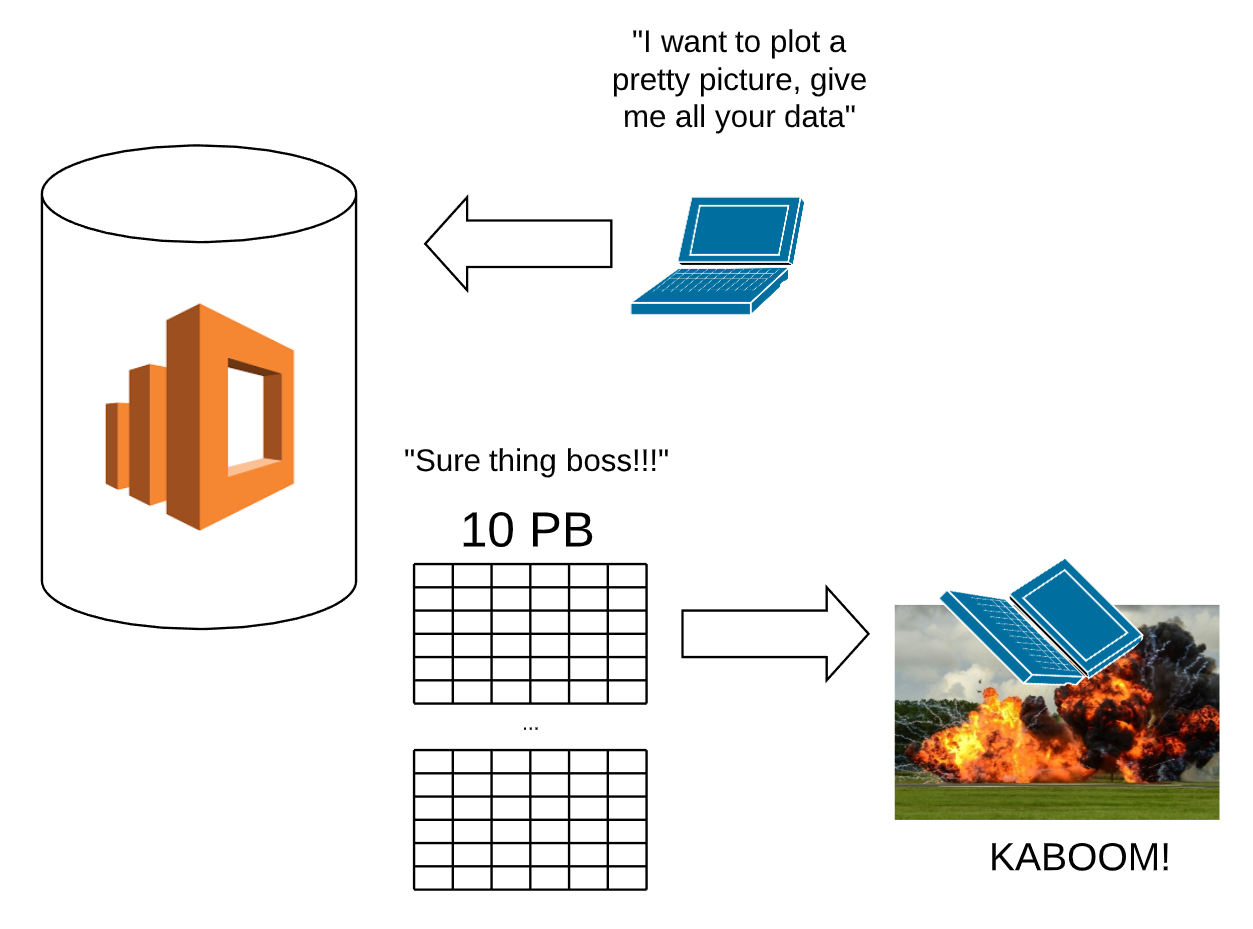 "I want to plot a
pretty picture, give
me all your data"
"Sure thing boss!!!"
10 PB
...
KABOOM!